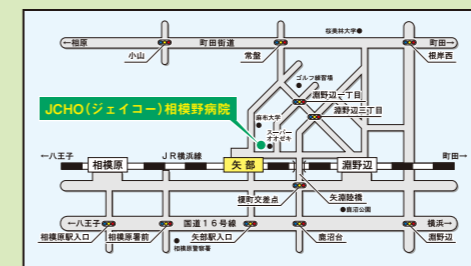 桜美林大学
←相原
町田街道
町田→
小山
常盤
根岸西
ゴルフ練習場
淵野辺一丁目
麻布大学
淵野辺三丁目
JCHO(ジェイコー)相模野病院
スーパー
オオゼキ
←八王子
JR横浜線
町田→
相模原
矢部
淵野辺
矢淵陸橋
榎町交差点
鹿沼公園
←八王子
国道16号線
横浜→
相模原駅入口
相模原署前
矢部駅入口
鹿沼台
淵野辺
相模原警察署